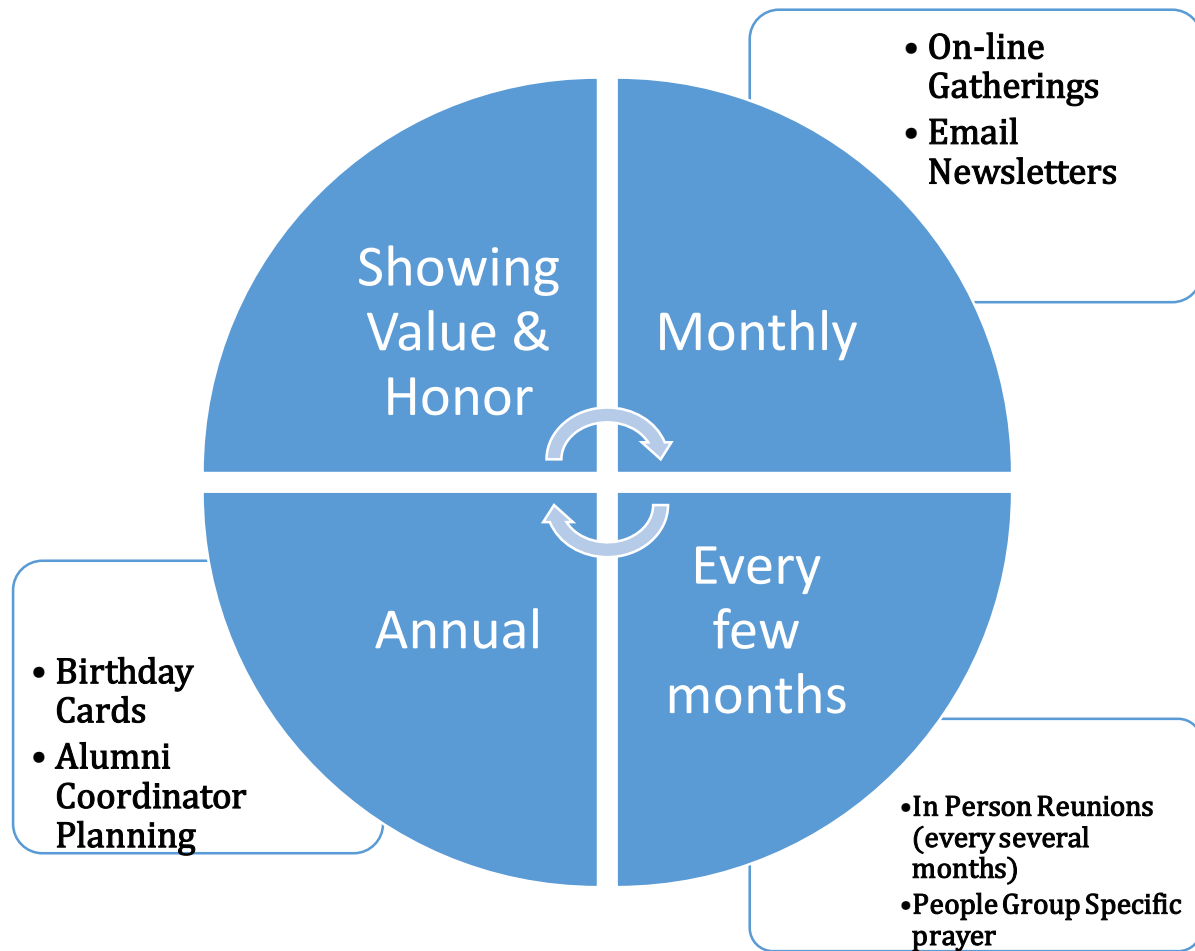 • On-line
Gatherings
• Email
Newsletters
Showing
Value &
Honor
Monthly
Annual
Every
few
months
• Birthday
Cards
• Alumni
Coordinator
Planning
•In Person Reunions
(every several
months)
•People Group Specific
prayer